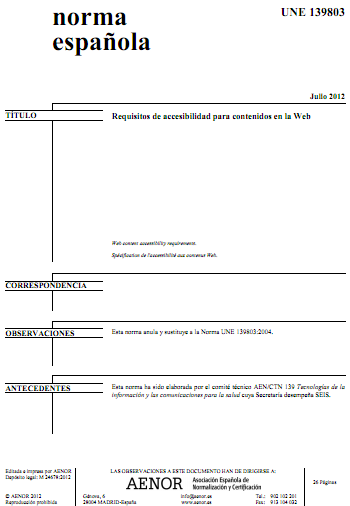 norma
española
UNE 139803
Julio 2012
TÍTULO
Requisitos de accesibilidad para contenidos en la Web
Web content accessibility requirements.
Spécification de l'accessibilité aux contenus Web.
CORRESPONDENCIA
OBSERVACIONES
Esta norma anula y sustituye a la Norma UNE 139803:2004.
ANTECEDENTES
Esta norma ha sido elaborada por el comité técnico AEN/CTN 139 Tecnologías de la
información y las comunicaciones para la salud cuya Secretaría desempeña SEIS.
Editada e impresa por AENOR
Depósito legal: M 24679:2012
LAS OBSERVACIONES A ESTE DOCUMENTO HAN DE DIRIGIRSE A:
AENOR Asociación Española de
Normalización y Certificación
26 Páginas
© AENOR 2012
Reproducción prohibida
Génova, 6
28004 MADRID-España
info@aenor.es
www.aenor.es
Tel.: 902 102 201
Fax: 913 104 032